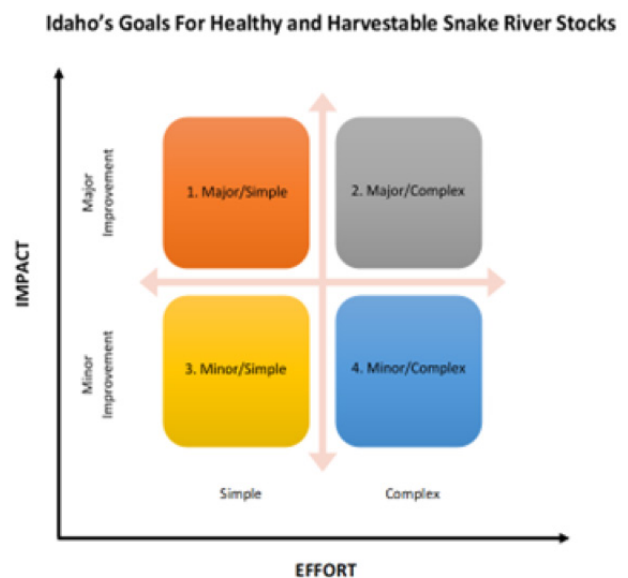 Idaho's Goals For Healthy and Harvestable Snake River Stocks
IMPACT
Major
Improvement
1. Major/Simple
2. Major/Complex
Minor
Improvement
3. Minor/Simple
4. Minor/Complex
Simple
Complex
EFFORT